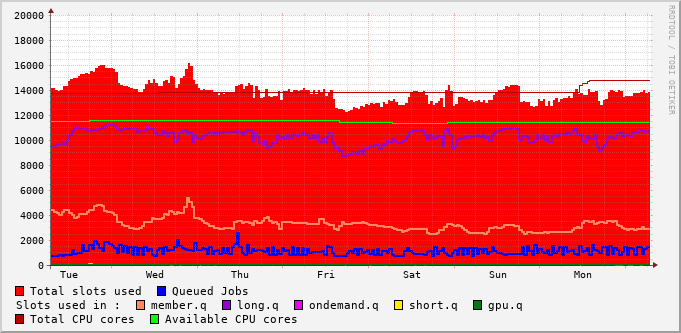 20000
18000
16000
14000
12000
10000
8000
6000
4000
2000
0
Tue Wed Thu Fri Sat Sun Mon
RRDTOOL / TOBI OETIKER
Total slots used Queued Jobs
Slots used in : member.q long.q ondemand.q short.q gpu.q
Total CPU cores Available CPU cores